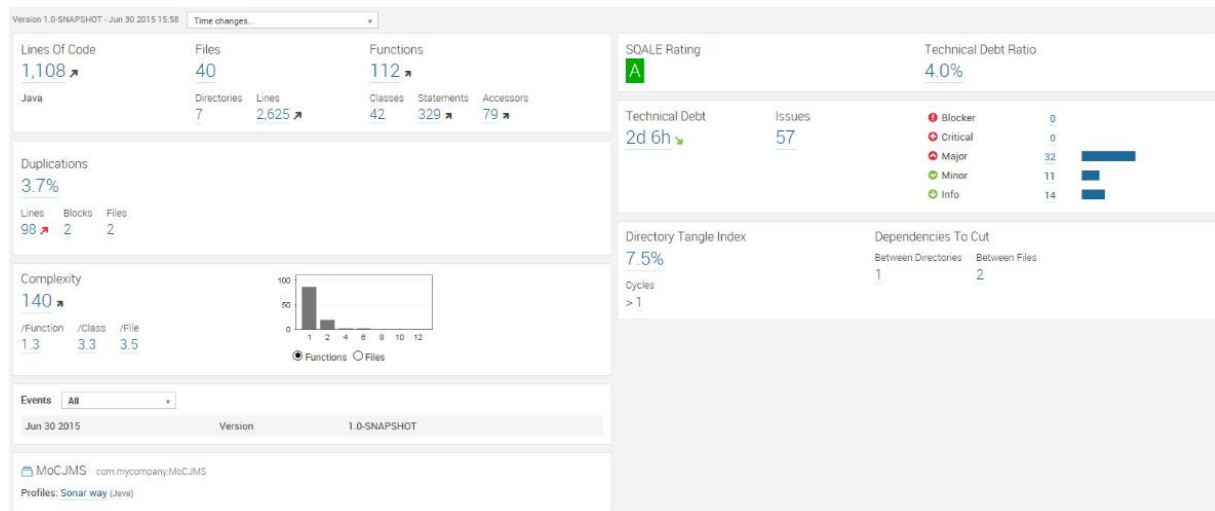 Version 1.0-SNAPSHOT - Jun 30 2015 15:58 Time changes...
Lines Of Code Files Functions
1,108 40 112
Java Directories Lines Classes Statements Accessors
7 2,625 42 329 79
Duplications
3.7%
Lines Blocks Files
98 2 2
Complexity
140
/Function /Class /File
1.3 3.3 3.5
100
50
0
1 2 4 6 8 10 12
Functions Files
Events All
Jun 30 2015 Version 1.0-SNAPSHOT
MoCJMS com.mycompany:MoCJMS
Profiles: Sonar way (Java)
SQALE Rating Technical Debt Ratio
A 4.0%
Technical Debt Issues
2d 6h 57
Blocker 0
Critical 0
Major 32
Minor 11
Info 14
Directory Tangle Index Dependencies To Cut
7.5% Between Directories Between Files
1 2
Cycles
> 1